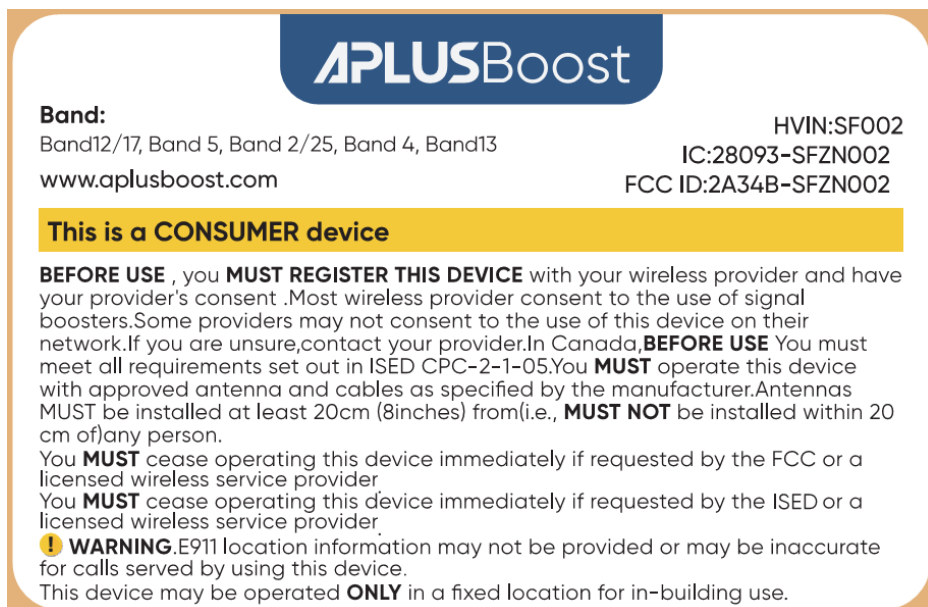 APLUSBoost
Band:
Band12/17, Band 5, Band 2/25, Band 4, Band13
www.aplusboost.com
HVIN:SF002
IC:28093-SFZN002
FCC ID:2A34B-SFZN002
This is a CONSUMER device
BEFORE USE , you MUST REGISTER THIS DEVICE with your wireless provider and have
your provider's consent .Most wireless provider consent to the use of signal
boosters.Some providers may not consent to the use of this device on their
network.If you are unsure,contact your provider.In Canada,BEFORE USE You must
meet all requirements set out in ISED CPC-2-1-05.You MUST operate this device
with approved antenna and cables as specified by the manufacturer.Antennas
MUST be installed at least 20cm (8inches) from(i.e., MUST NOT be installed within 20
cm of)any person.
You MUST cease operating this device immediately if requested by the FCC or a
licensed wireless service provider.
You MUST cease operating this device immediately if requested by the ISED or a
licensed wireless service provider.
! WARNING.E911 location information may not be provided or may be inaccurate
for calls served by using this device.
This device may be operated ONLY in a fixed location for in-building use.